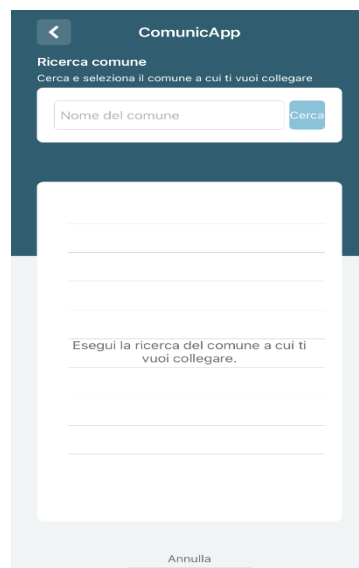 ComunicApp
Ricerca comune
Cerca e seleziona il comune a cui ti vuoi collegare
Nome del comune
Cerca
Esegui la ricerca del comune a cui ti
vuoi collegare.
Annulla